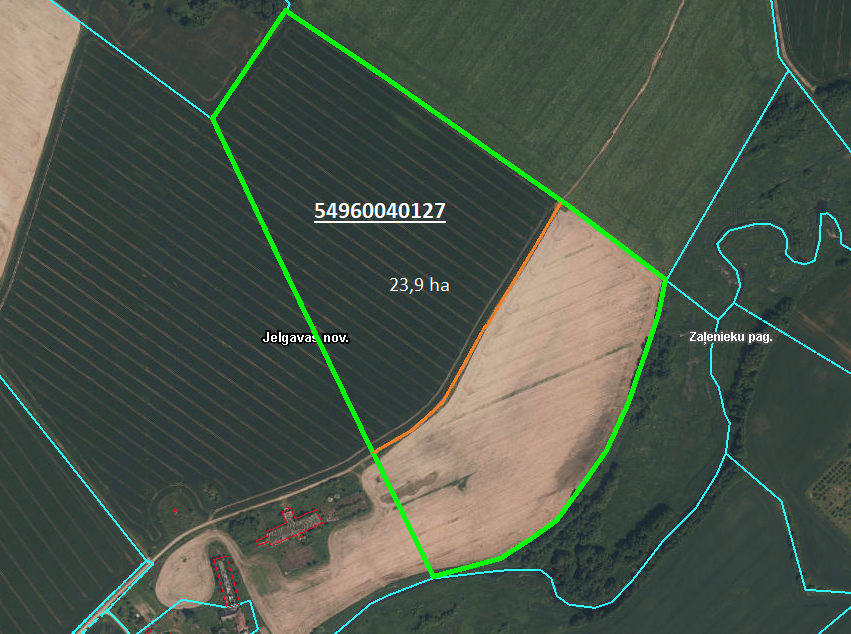 54960040127
23,9 ha
Jelgavas nov.
Zaļenieku pag.